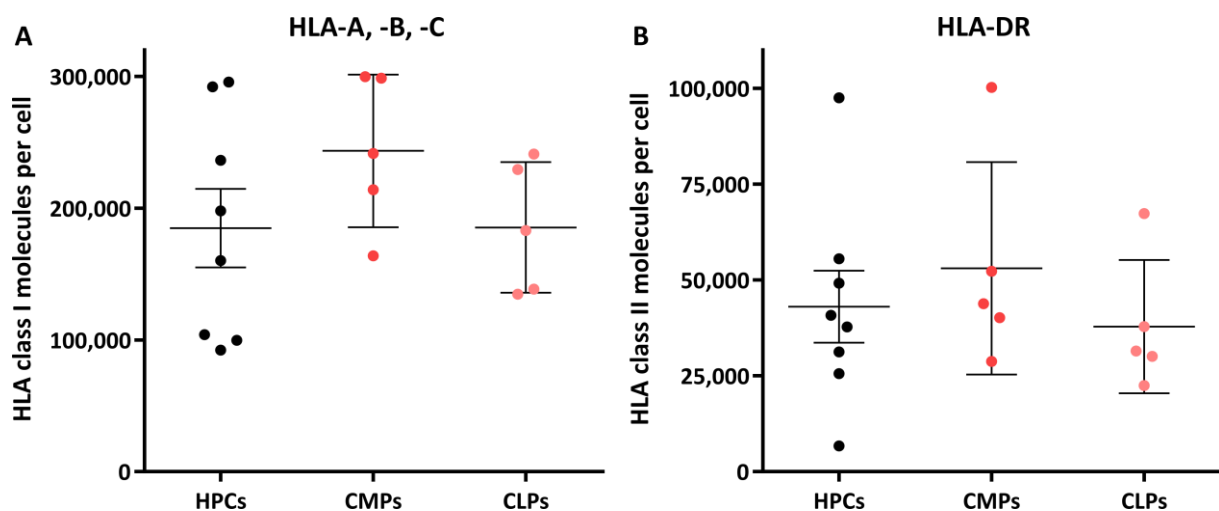 A
HLA-A, -B, -C
HLA class I molecules per cell
300,000
200,000
100,000
0
HPCs
CMPs
CLPs
B
HLA-DR
HLA class II molecules per cell
100,000
75,000
50,000
25,000
0
HPCs
CMPs
CLPs